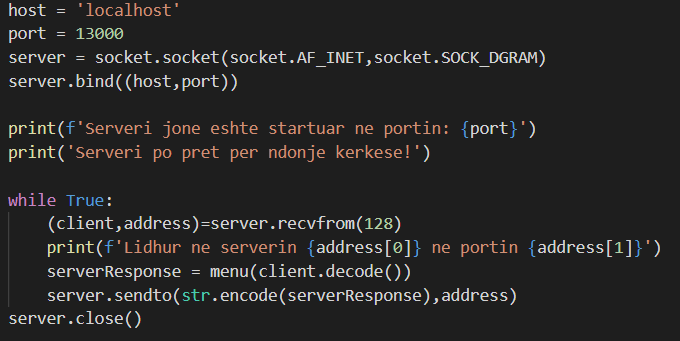 host = 'localhost'
port = 13000
server = socket.socket(socket.AF_INET,socket.SOCK_DGRAM)
server.bind((host,port))

print(f'Serveri jone eshte startuar ne portin: {port}')
print('Serveri po pret per ndonje kerkese!')

while True:
    (client,address)=server.recvfrom(128)
    print(f'Lidhur ne serverin {address[0]} ne portin {address[1]}')
    serverResponse = menu(client.decode())
    server.sendto(str.encode(serverResponse),address)
server.close()